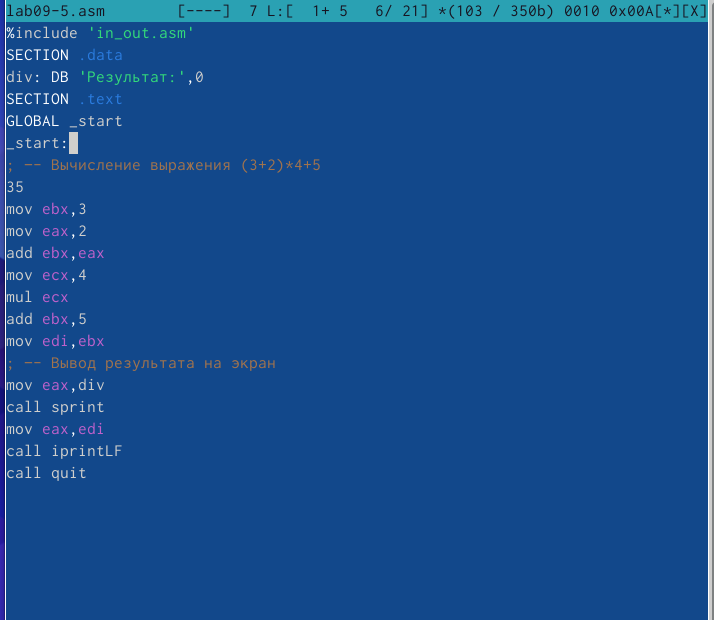 lab09-5.asm [----] 7 L:[ 1+ 5 6/ 21] *(103 / 350b) 0010 0x00A[*][X]
%include 'in_out.asm'
SECTION .data
div: DB 'Результат:',0
SECTION .text
GLOBAL _start
_start:
; -- Вычисление выражения (3+2)*4+5
35
mov ebx,3
mov eax,2
add ebx,eax
mov ecx,4
mul ecx
add ebx,5
mov edi,ebx
; -- Вывод результата на экран
mov eax,div
call sprint
mov eax,edi
call iprintLF
call quit